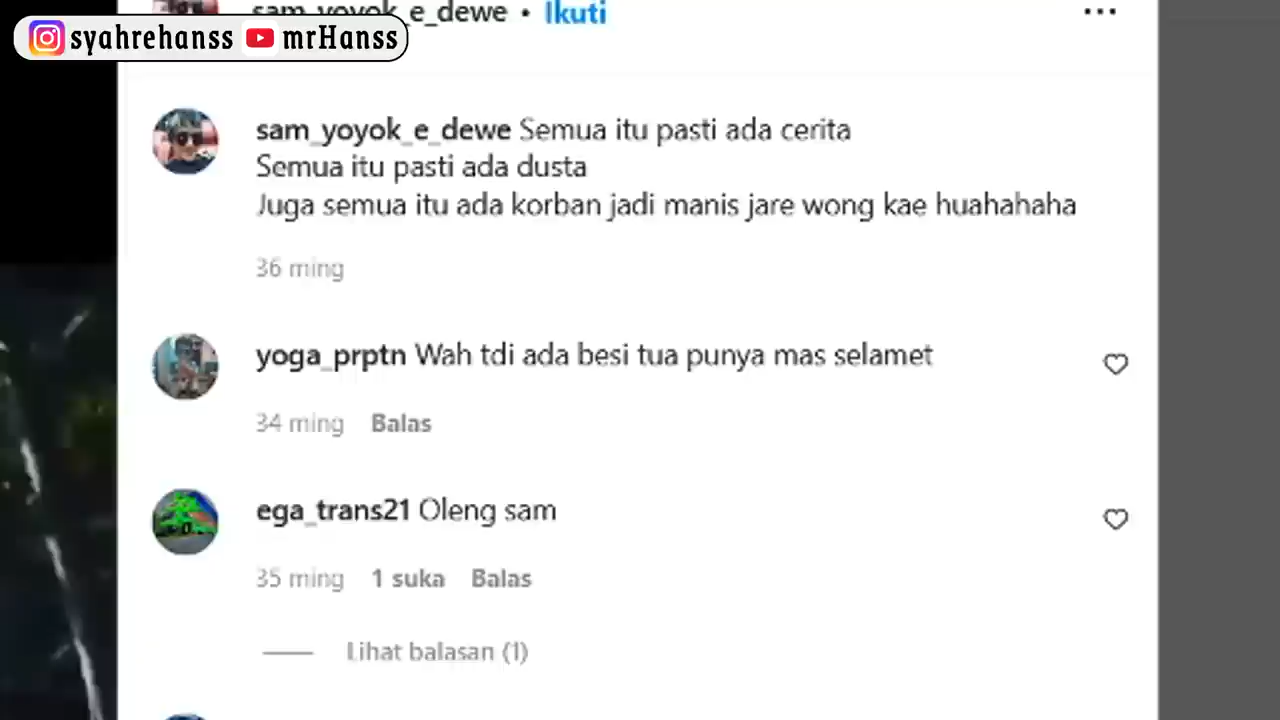 sam_yoyok_e_dewe • Ikuti
syahrehanss mrHanss
sam_yoyok_e_dewe Semua itu pasti ada cerita
Semua itu pasti ada dusta
Juga semua itu ada korban jadi manis jare wong kae huahahaha
36 ming
yoga_prptn Wah tdi ada besi tua punya mas selamet
34 ming Balas
ega_trans21 Oleng sam
35 ming 1 suka Balas
Lihat balasan (1)